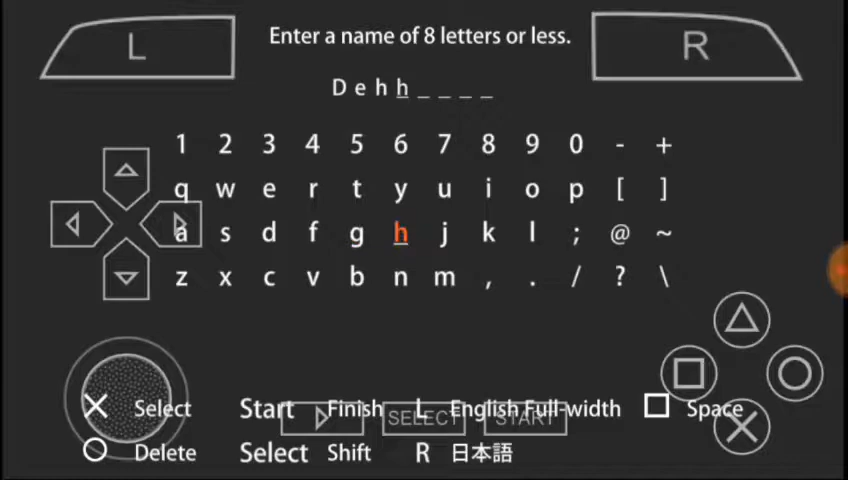 L
Enter a name of 8 letters or less.
R
Dehh____
1 2 3 4 5 6 7 8 9 0 - +
q w e r t y u i o p [ ]
a s d f g h j k l ; @ ~
z x c v b n m , . / ? \
Select Start Finish L English Full-width Space
SELECT START
Delete Select Shift R 日本語